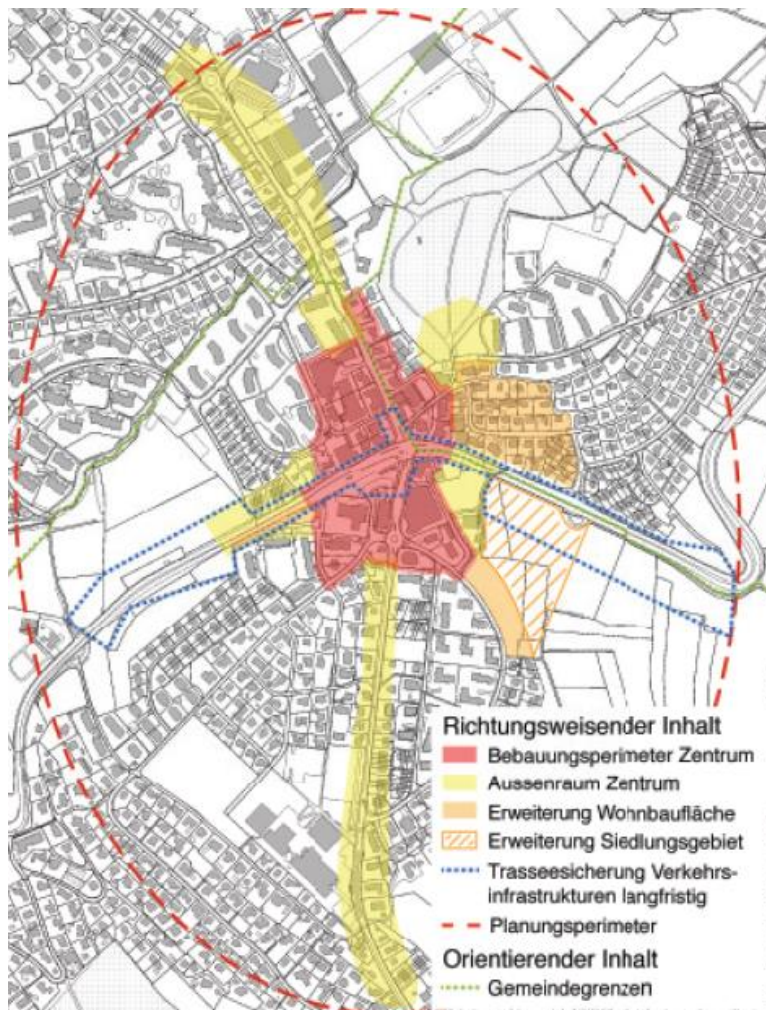 Richtungsweisender Inhalt
Bebauungsperimeter Zentrum
Aussenraum Zentrum
Erweiterung Wohnbaufläche
Erweiterung Siedlungsgebiet
Trasseesicherung Verkehrs-
infrastrukturen langfristig
Planungsperimeter
Orientierender Inhalt
Gemeindegrenzen